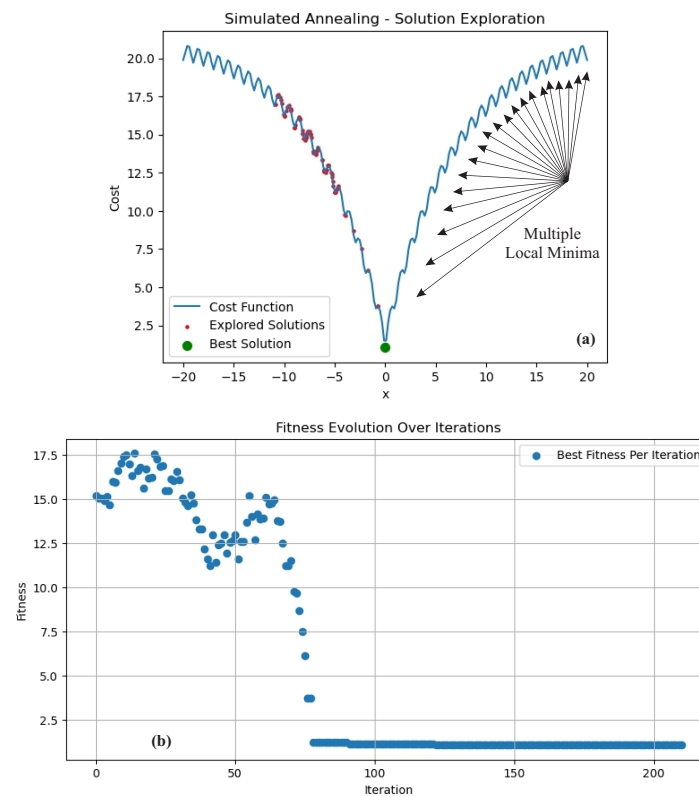 Simulated Annealing - Solution Exploration
20.0
17.5
15.0
12.5
10.0
7.5
5.0
2.5
Cost
Multiple
Local Minima
Cost Function
Explored Solutions
Best Solution
(a)
−20 −15 −10 −5 0 5 10 15 20
x
Fitness Evolution Over Iterations
17.5
15.0
12.5
10.0
7.5
5.0
2.5
Fitness
Best Fitness Per Iteration
(b)
0 50 100 150 200
Iteration